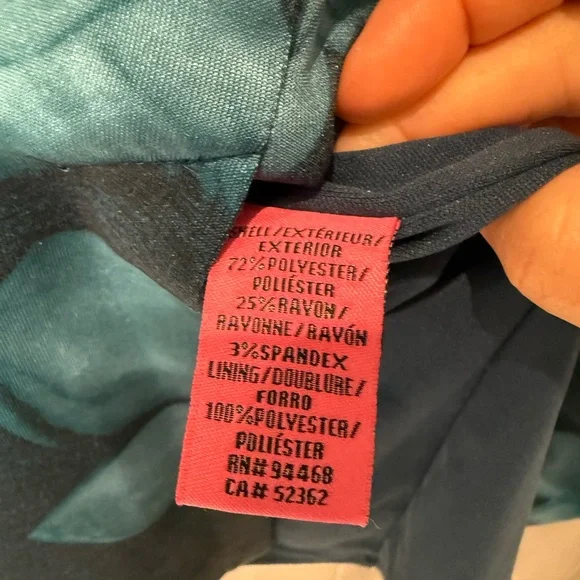 SHELL/EXTÉRIEUR/
EXTERIOR
72%POLYESTER/
POLIÉSTER
25%RAYON/
RAYONNE/RAYÓN
3%SPANDEX
LINING/DOUBLURE/
FORRO
100%POLYESTER/
POLIÉSTER
RN# 94468
CA# 52362